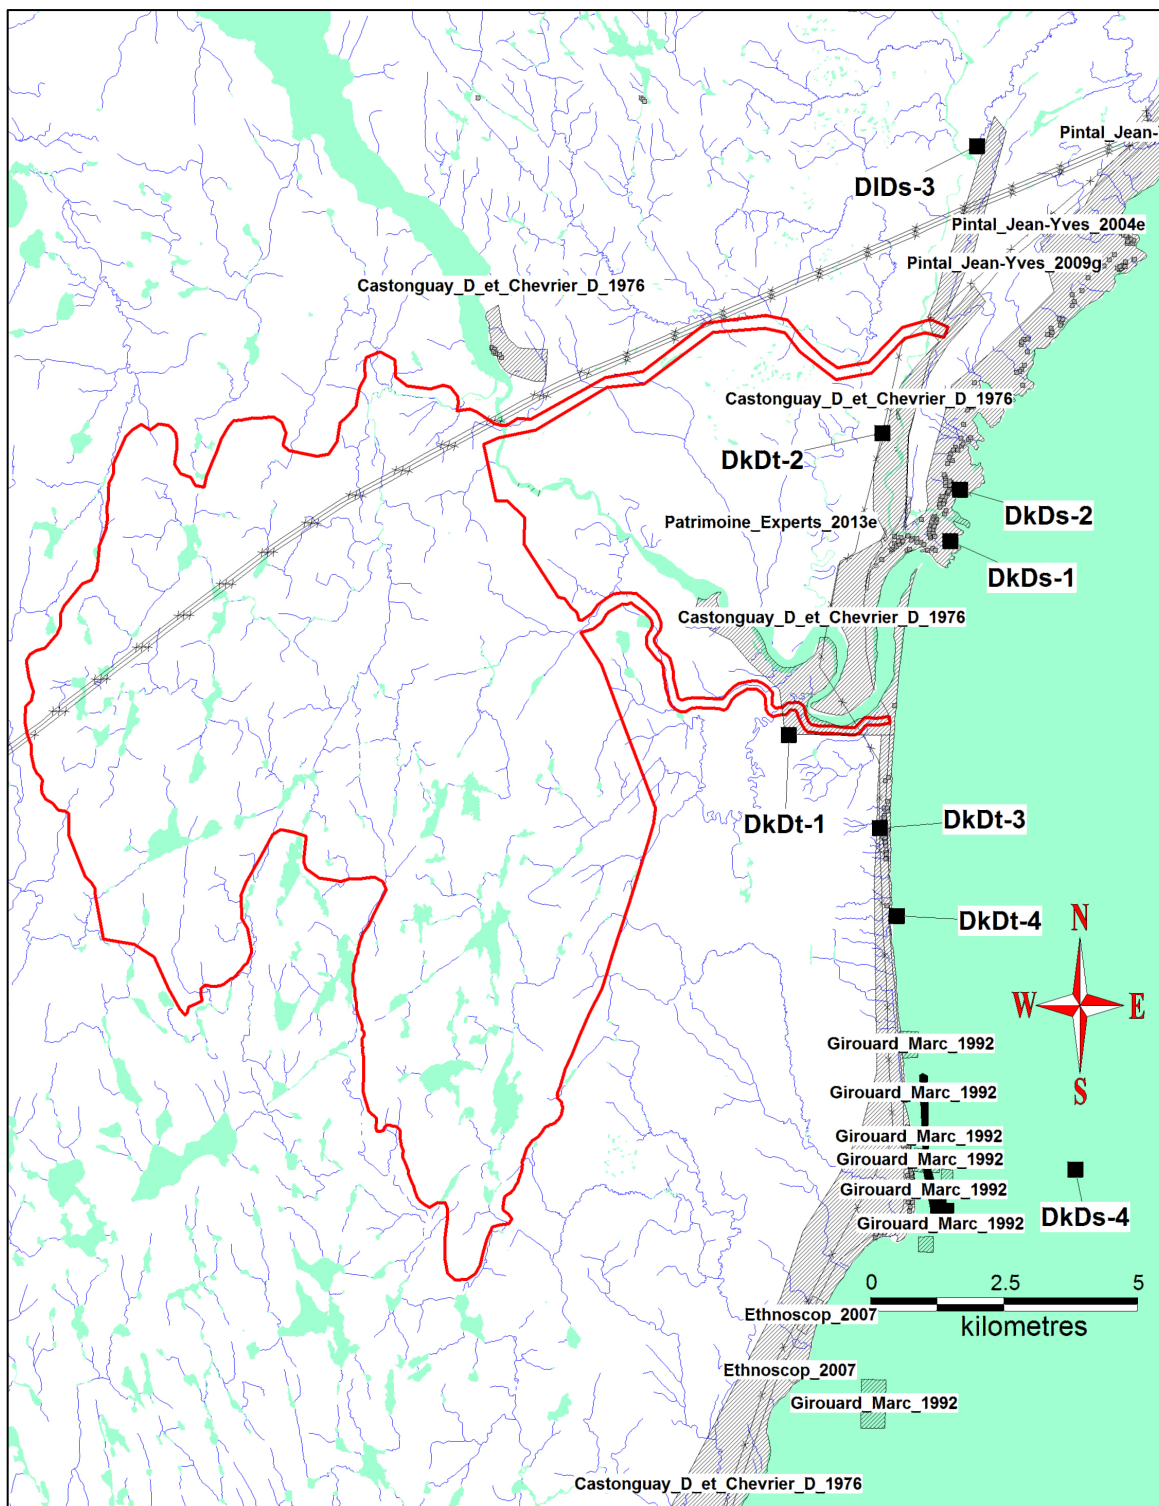 Pintal_Jean-Y
DlDs-3
Pintal_Jean-Yves_2004e
Pintal_Jean-Yves_2009g
Castonguay_D_et_Chevrier_D_1976
Castonguay_D_et_Chevrier_D_1976
DkDt-2
DkDs-2
Patrimoine_Experts_2013e
DkDs-1
Castonguay_D_et_Chevrier_D_1976
DkDt-1
DkDt-3
DkDt-4
N
W
E
S
Girouard_Marc_1992
Girouard_Marc_1992
Girouard_Marc_1992
Girouard_Marc_1992
Girouard_Marc_1992
Girouard_Marc_1992
DkDs-4
0 2.5 5
kilometres
Ethnoscop_2007
Ethnoscop_2007
Girouard_Marc_1992
Castonguay_D_et_Chevrier_D_1976